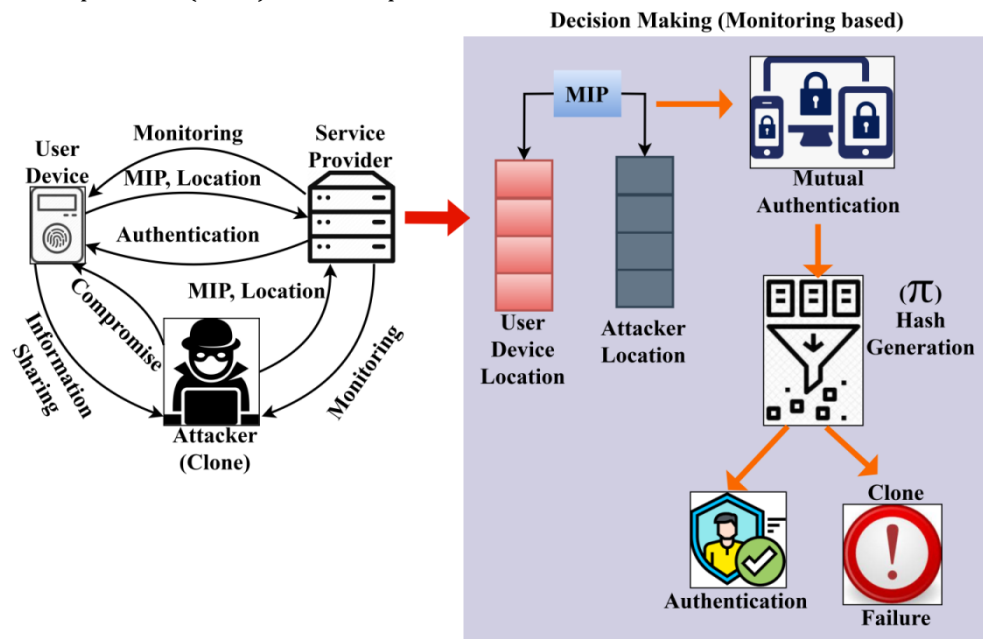 Decision Making (Monitoring based)
Monitoring
User
Device
Service
Provider
MIP, Location
Authentication
MIP, Location
Compromise
Information
Sharing
Monitoring
Attacker
(Clone)
MIP
User
Device
Location
Attacker
Location
Mutual
Authentication
(π)
Hash
Generation
Authentication
Clone
!
Failure